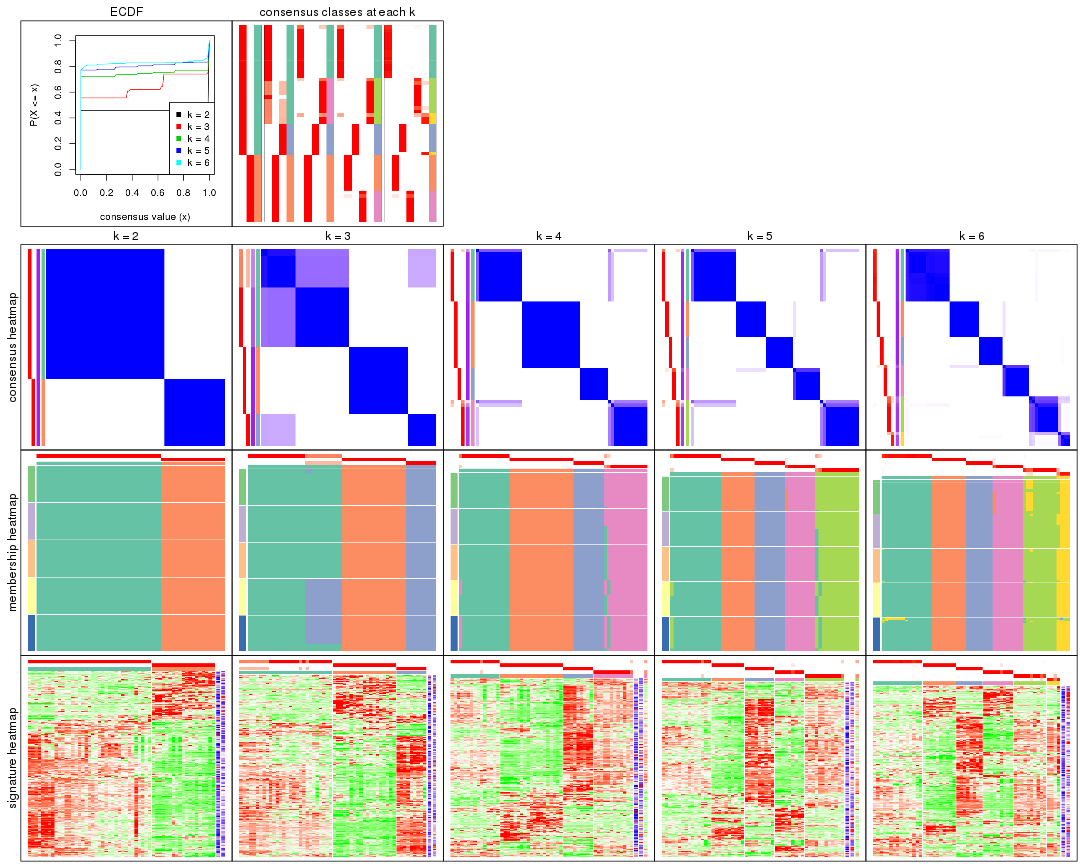 ECDF
consensus classes at each k
P(X <= x)
1.0
0.8
0.6
0.4
0.2
0.0
k = 2
k = 3
k = 4
k = 5
k = 6
0.0 0.2 0.4 0.6 0.8 1.0
consensus value (x)
k = 2 k = 3 k = 4 k = 5 k = 6
consensus heatmap
membership heatmap
signature heatmap